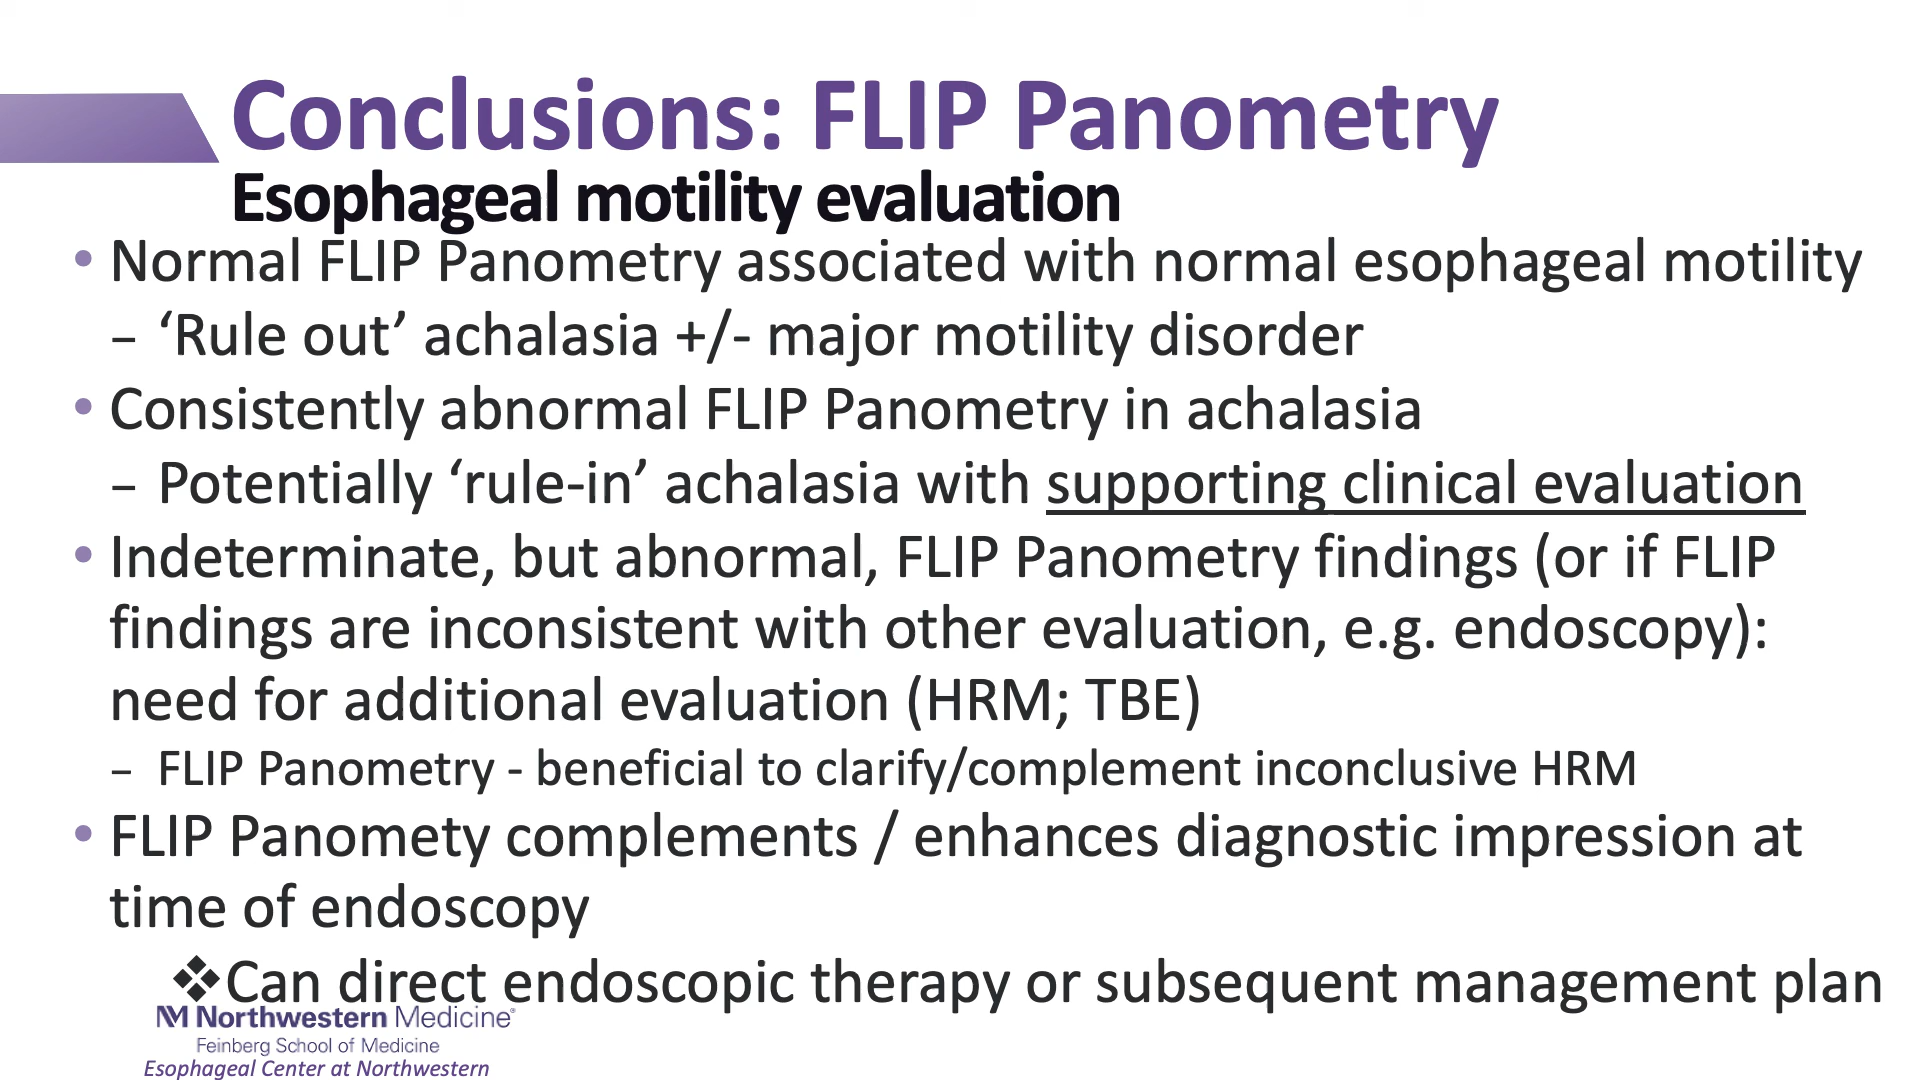 Conclusions: FLIP Panometry
Esophageal motility evaluation
• Normal FLIP Panometry associated with normal esophageal motility
– ‘Rule out’ achalasia +/- major motility disorder
• Consistently abnormal FLIP Panometry in achalasia
– Potentially ‘rule-in’ achalasia with supporting clinical evaluation
• Indeterminate, but abnormal, FLIP Panometry findings (or if FLIP
findings are inconsistent with other evaluation, e.g. endoscopy):
need for additional evaluation (HRM; TBE)
– FLIP Panometry - beneficial to clarify/complement inconclusive HRM
• FLIP Panomety complements / enhances diagnostic impression at
time of endoscopy
❖Can direct endoscopic therapy or subsequent management plan
NM Northwestern Medicine®
Feinberg School of Medicine
Esophageal Center at Northwestern